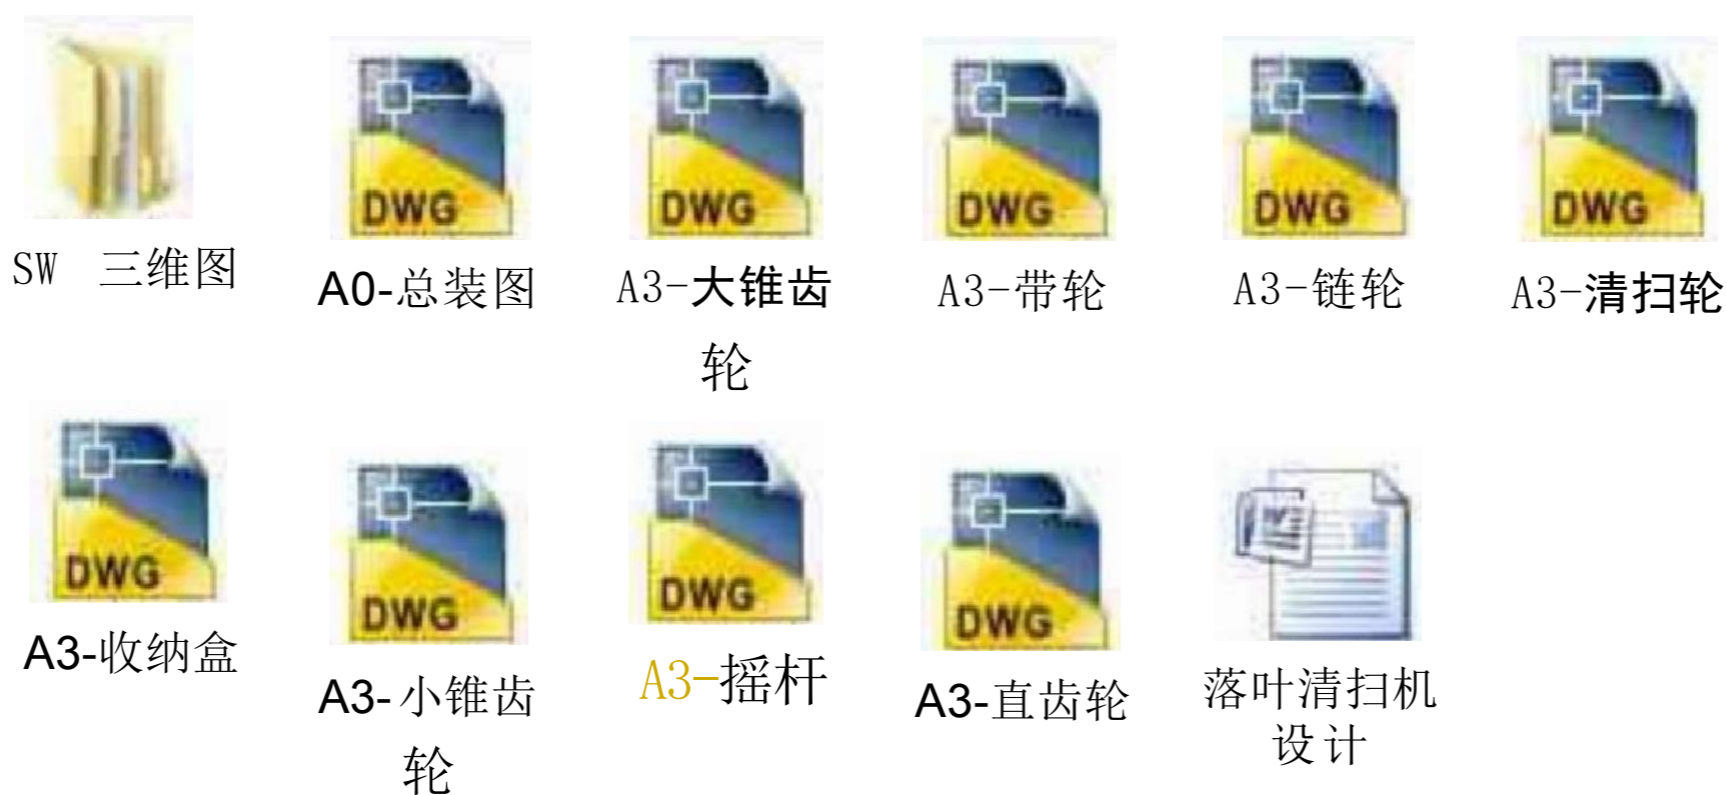 DWG DWG DWG DWG DWG
SW 三维图 A0-总装图 A3-大锥齿 A3-带轮 A3-链轮 A3-清扫轮
轮
DWG DWG DWG DWG W
A3-收纳盒 A3-小锥齿 A3-摇杆 A3-直齿轮 落叶清扫机
轮 设计